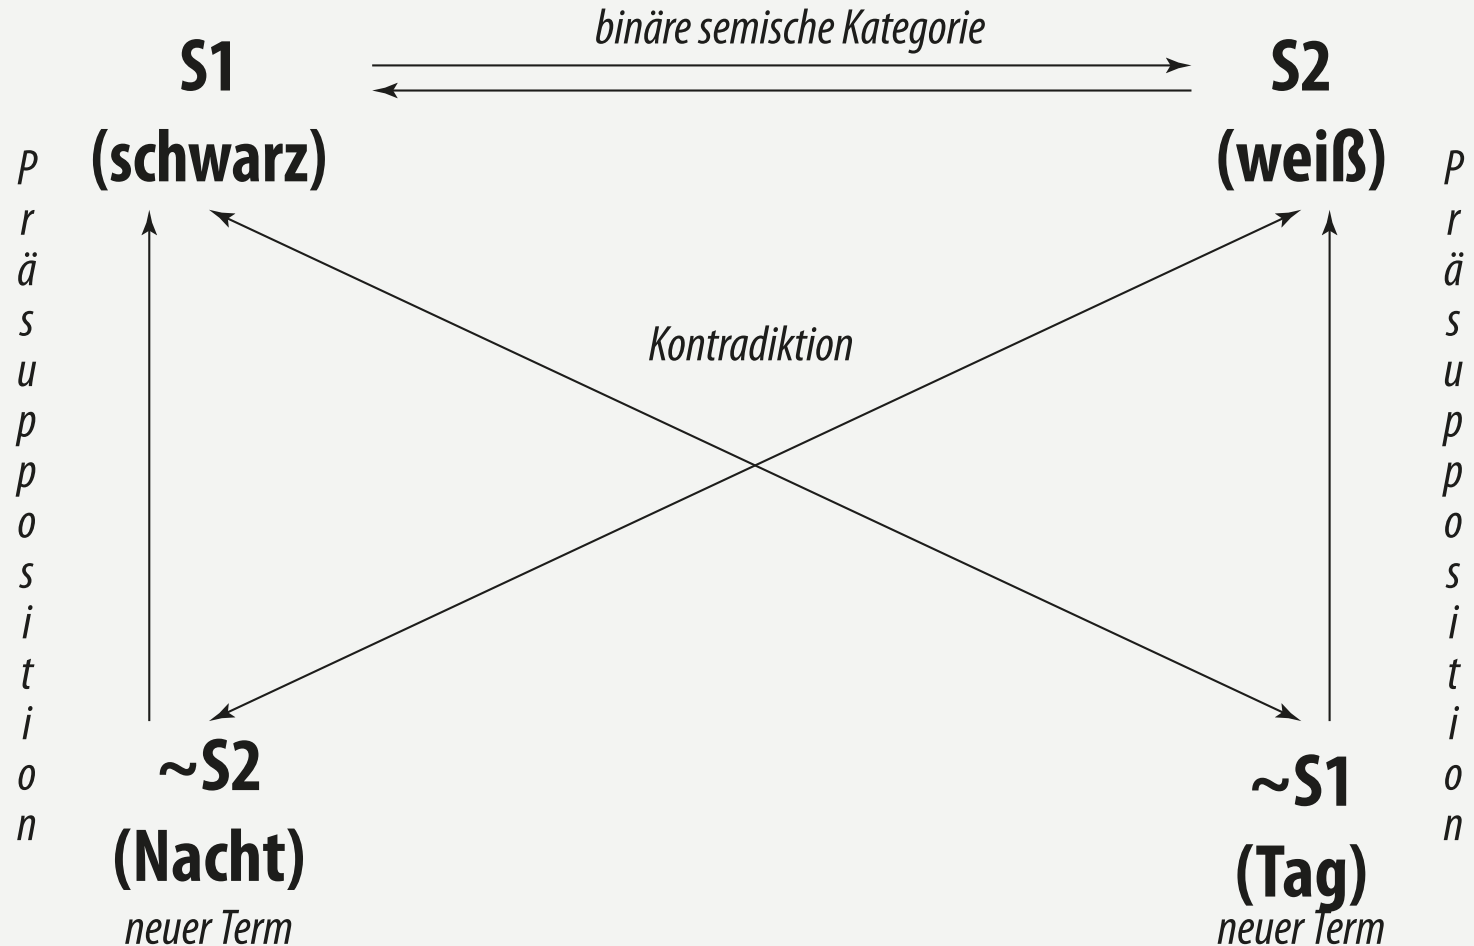 binäre semische Kategorie
S1
(schwarz)
S2
(weiß)
Präsupposition
Kontradiktion
Präsupposition
~S2
(Nacht)
neuer Term
~S1
(Tag)
neuer Term